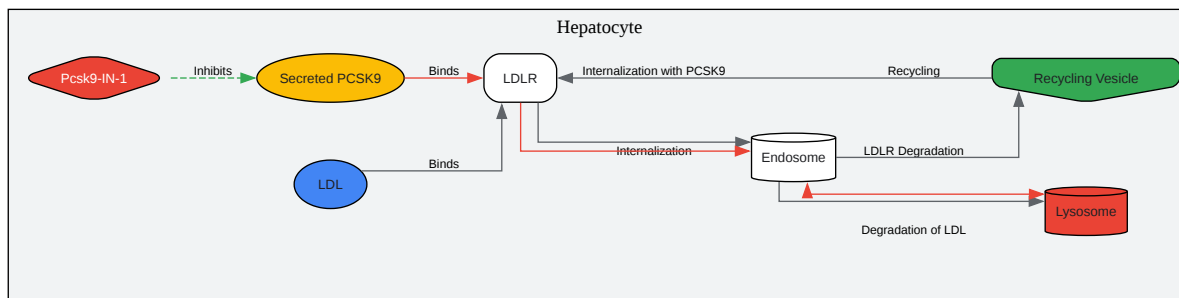 Hepatocyte
Pcsk9-IN-1
Inhibits
Secreted PCSK9
Binds
LDLR
Internalization with PCSK9
Recycling
Recycling Vesicle
LDL
Binds
Internalization
Endosome
LDLR Degradation
Lysosome
Degradation of LDL